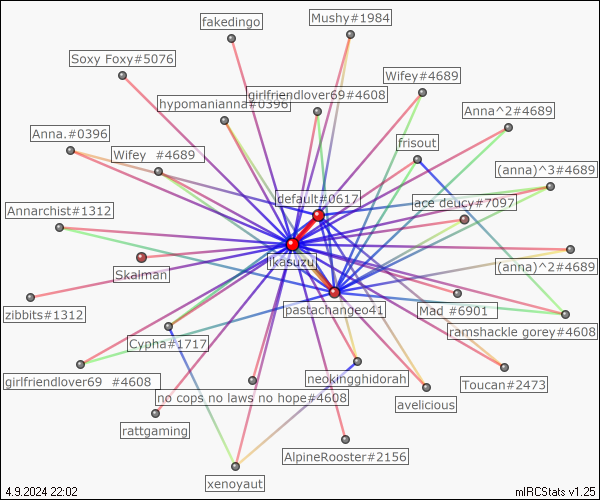 fakedingo
Mushy#1984
Soxy Foxy#5076
Wifey#4689
girlfriendlover69#4608
hypomanianna#0396
Anna^2#4689
Anna.#0396
frisout
Wifey  #4689
(anna)^3#4689
default#0617
ace deucy#7097
Annarchist#1312
ikasuzu
(anna)^2#4689
Skalman
zibbits#1312
pastachangeo41
Mad #6901
ramshackle gorey#4608
Cypha#1717
girlfriendlover69  #4608
neokingghidorah
Toucan#2473
no cops no laws no hope#4608
avelicious
rattgaming
AlpineRooster#2156
xenoyaut
4.9.2024 22:02
mIRCStats v1.25